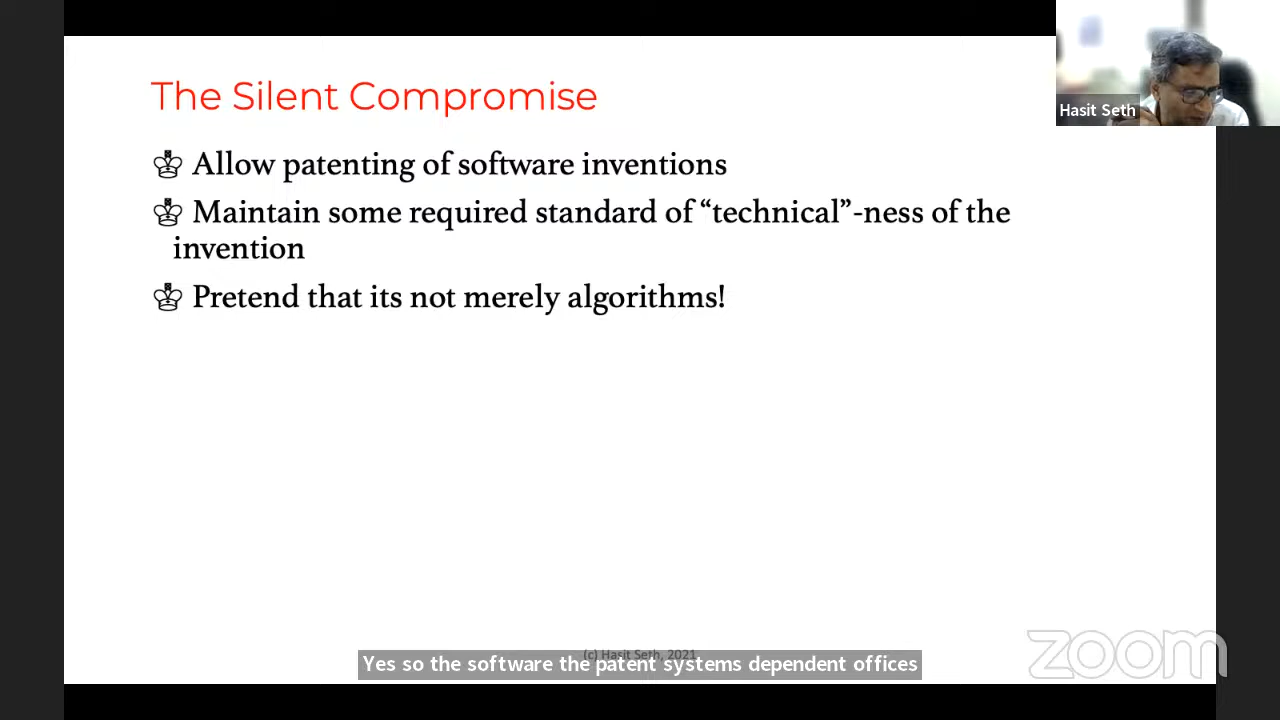 The Silent Compromise
Hasit Seth
Allow patenting of software inventions
Maintain some required standard of “technical”-ness of the
invention
Pretend that its not merely algorithms!
(c) Hasit Seth, 2021
Yes so the software the patent systems dependent offices
zoom